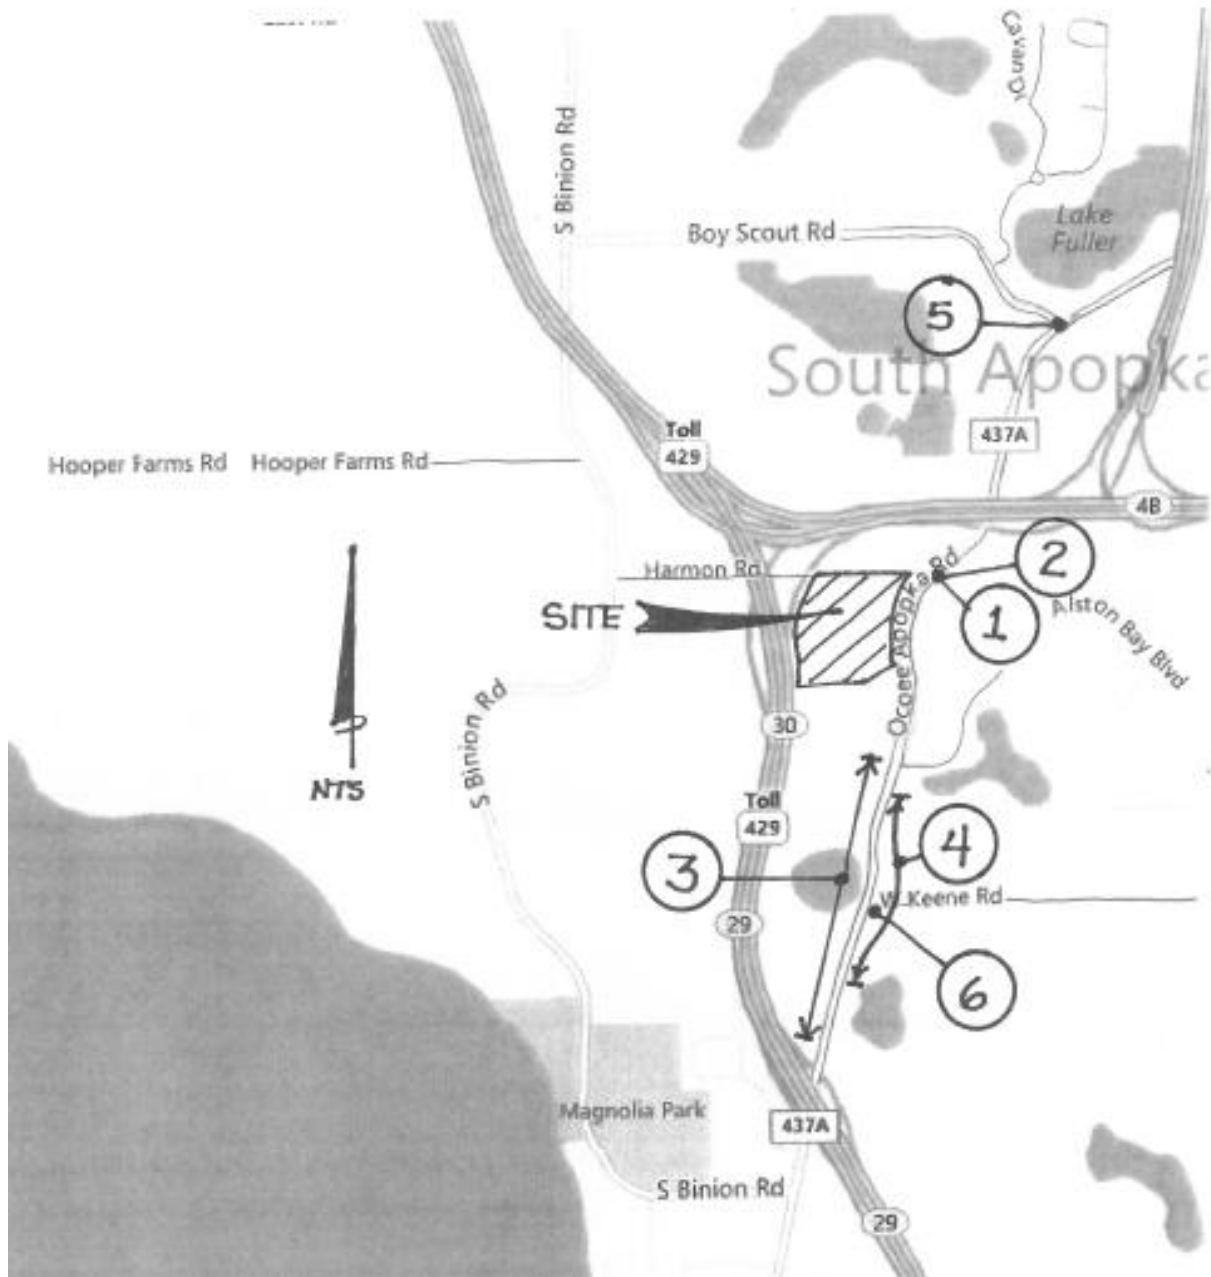 Cawan Dr
S Binion Rd
Boy Scout Rd
Lake
Fuller
5
South Apopka
437A
Toll
429
Hooper Farms Rd
Hooper Farms Rd
4B
2
Harmon Rd
SITE
Ocoee Apopka Rd
1
Alston Bay Blvd
S Binion Rd
30
NTS
Toll
429
3
4
W Keene Rd
29
6
Magnolia Park
437A
S Binion Rd
29